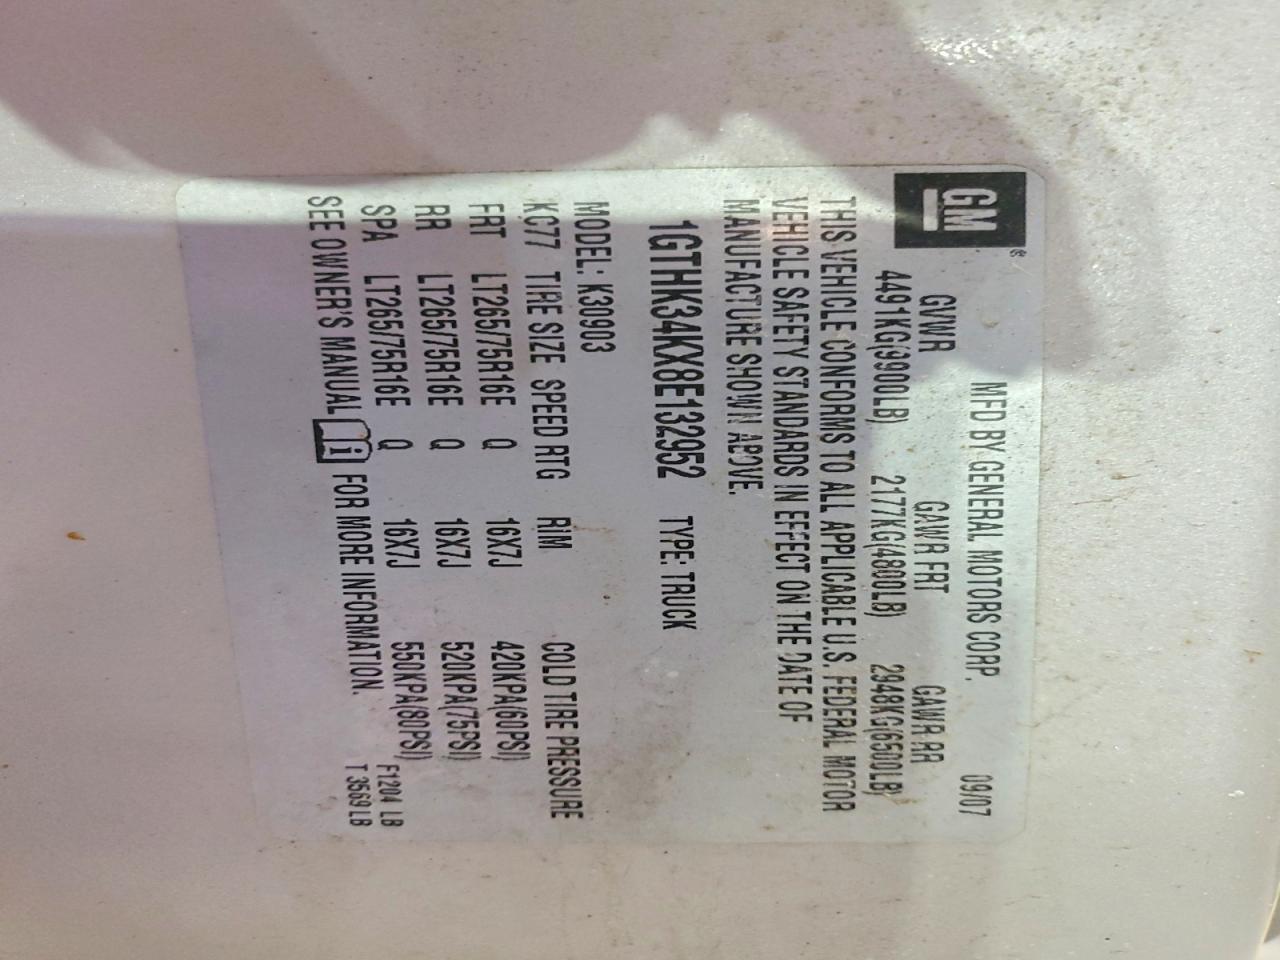 GM®
MFD BY GENERAL MOTORS CORP. 09/07
GVWR GAWR FRT GAWR RR
4491KG(9900LB) 2177KG(4800LB) 2948KG(6500LB)
THIS VEHICLE CONFORMS TO ALL APPLICABLE U.S. FEDERAL MOTOR
VEHICLE SAFETY STANDARDS IN EFFECT ON THE DATE OF
MANUFACTURE SHOWN ABOVE.
1GTHK34KX8E132952 TYPE: TRUCK
MODEL: K30903
KC77 TIRE SIZE SPEED RTG RIM COLD TIRE PRESSURE
FRT LT265/75R16E Q 16X7J 420KPA(60PSI)
RR LT265/75R16E Q 16X7J 520KPA(75PSI)
SPA LT265/75R16E Q 16X7J 550KPA(80PSI)
F1204 LB
SEE OWNER'S MANUAL i FOR MORE INFORMATION. T 3569 LB